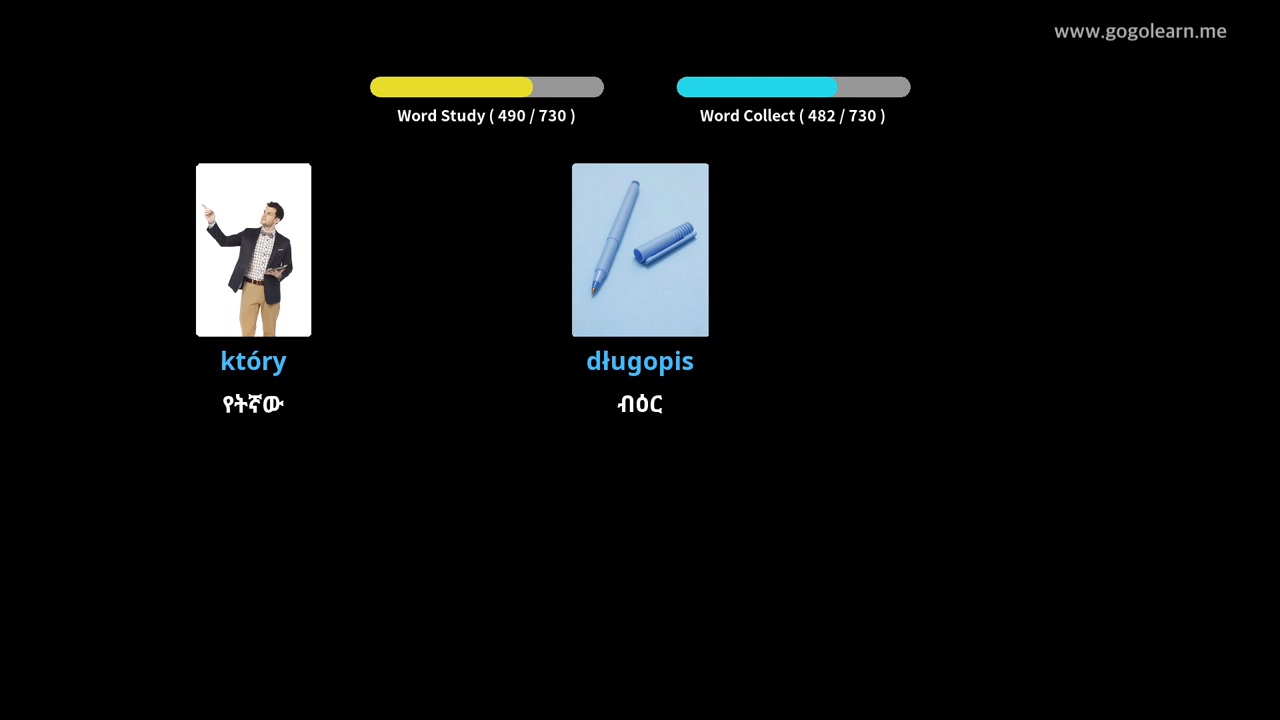 www.gogolearn.me
Word Study ( 490 / 730 )
Word Collect ( 482 / 730 )
który
długopis
የትኛው
ብዕር